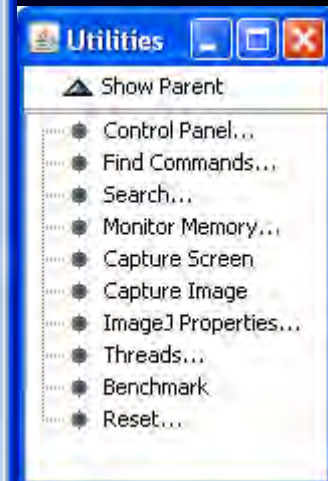 Utilities
Show Parent
Control Panel...
Find Commands...
Search...
Monitor Memory...
Capture Screen
Capture Image
ImageJ Properties...
Threads...
Benchmark
Reset...